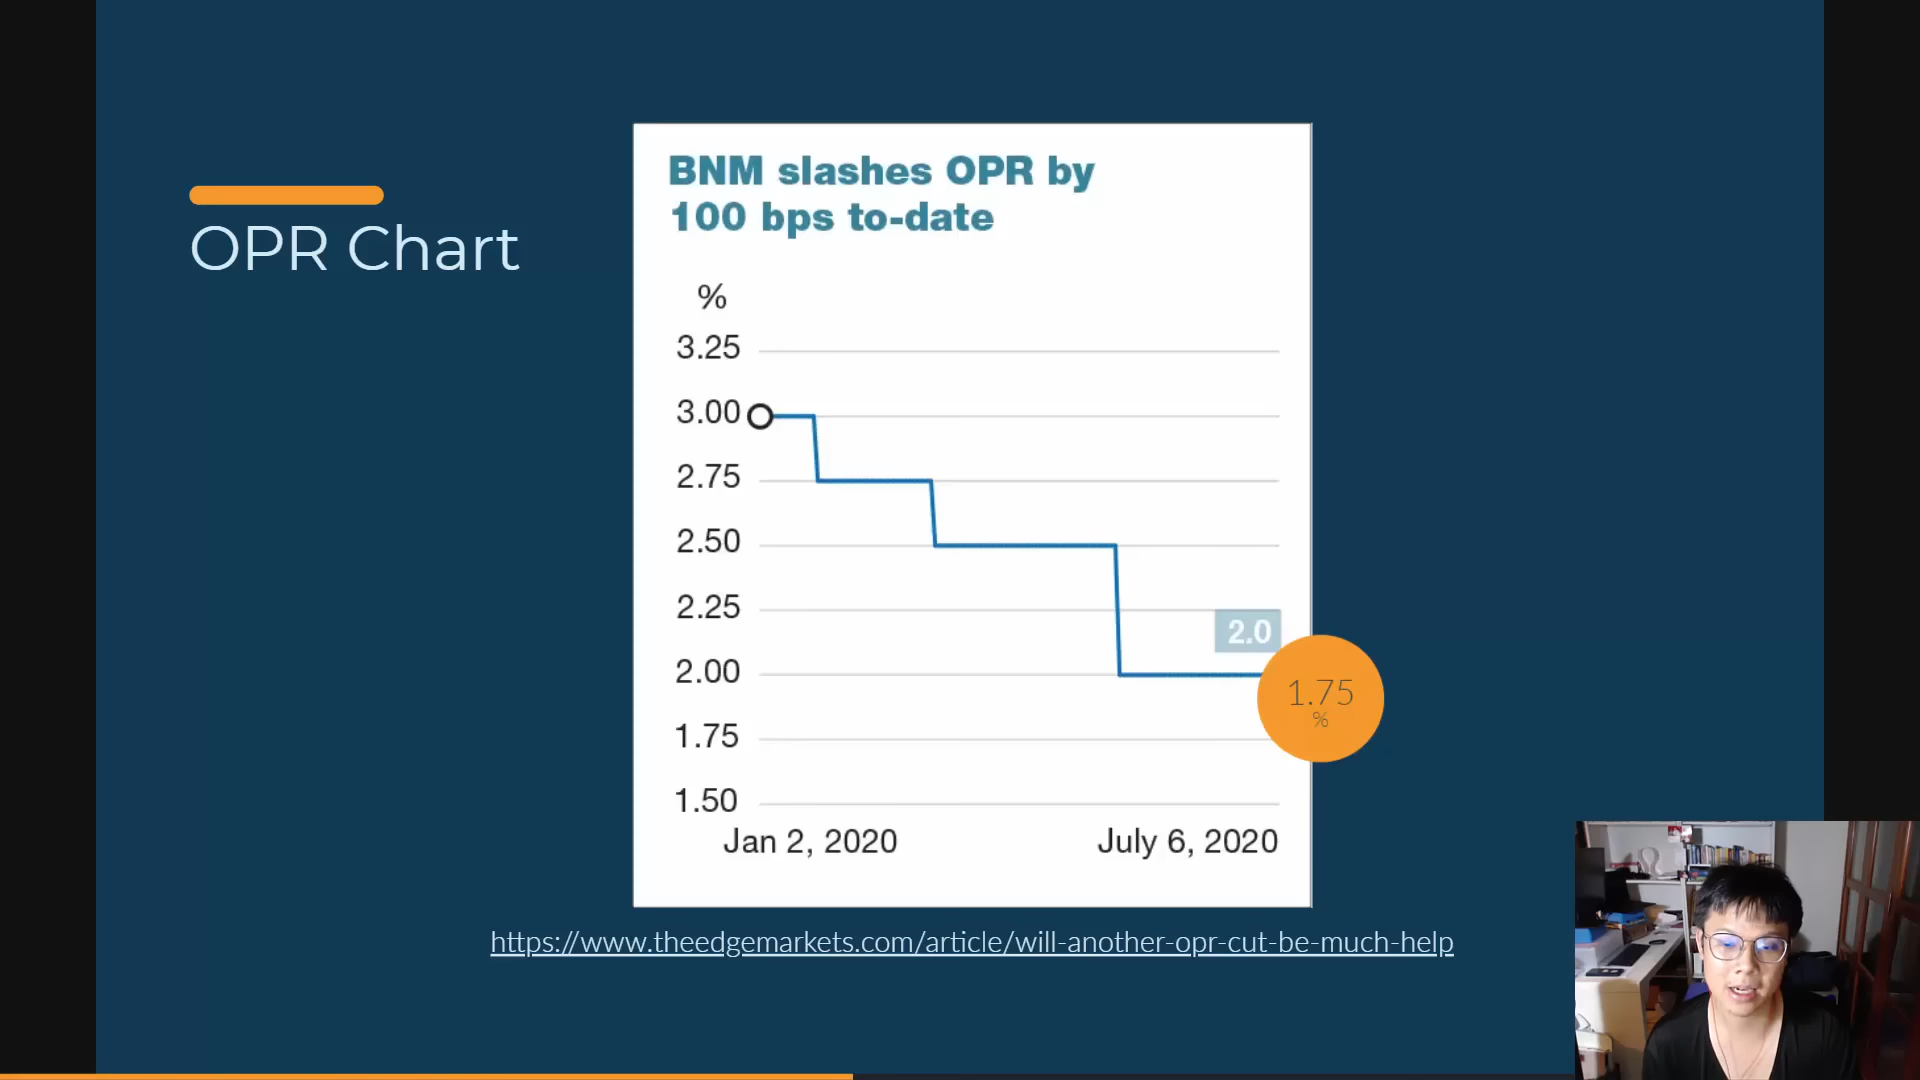 OPR Chart
BNM slashes OPR by
100 bps to-date
%
3.25
3.00
2.75
2.50
2.25
2.0
2.00
1.75
%
1.75
1.50
Jan 2, 2020
July 6, 2020
https://www.theedgemarkets.com/article/will-another-opr-cut-be-much-help